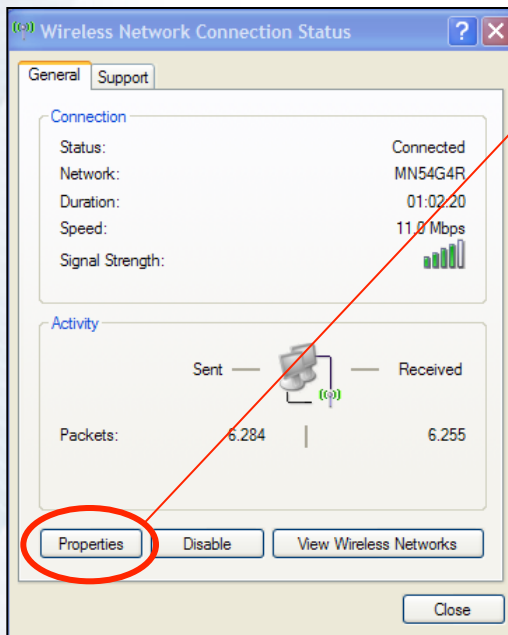 Wireless Network Connection Status
General Support
Connection
Status: Connected
Network: MN54G4R
Duration: 01:02:20
Speed: 11.0 Mbps
Signal Strength:
Activity
Sent — — Received
Packets: 6.284 | 6.255
Properties Disable View Wireless Networks
Close